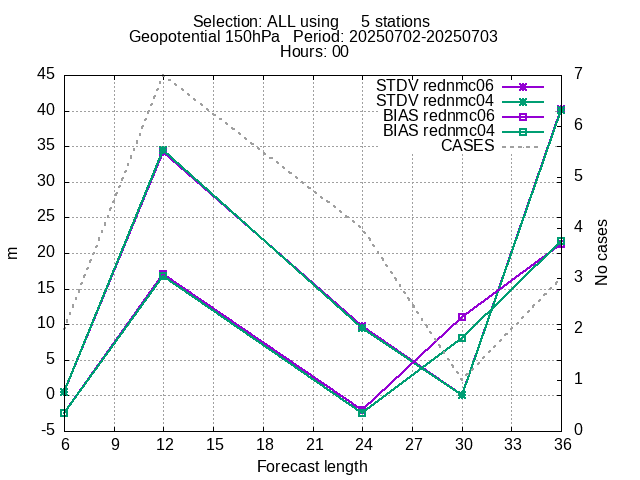 Selection: ALL using     5 stations
Geopotential 150hPa   Period: 20250702-20250703
Hours: 00
STDV rednmc06
STDV rednmc04
BIAS rednmc06
BIAS rednmc04
CASES
45
40
35
30
25
20
15
10
5
0
-5
m
7
6
5
4
3
2
1
0
No cases
6 9 12 15 18 21 24 27 30 33 36
Forecast length